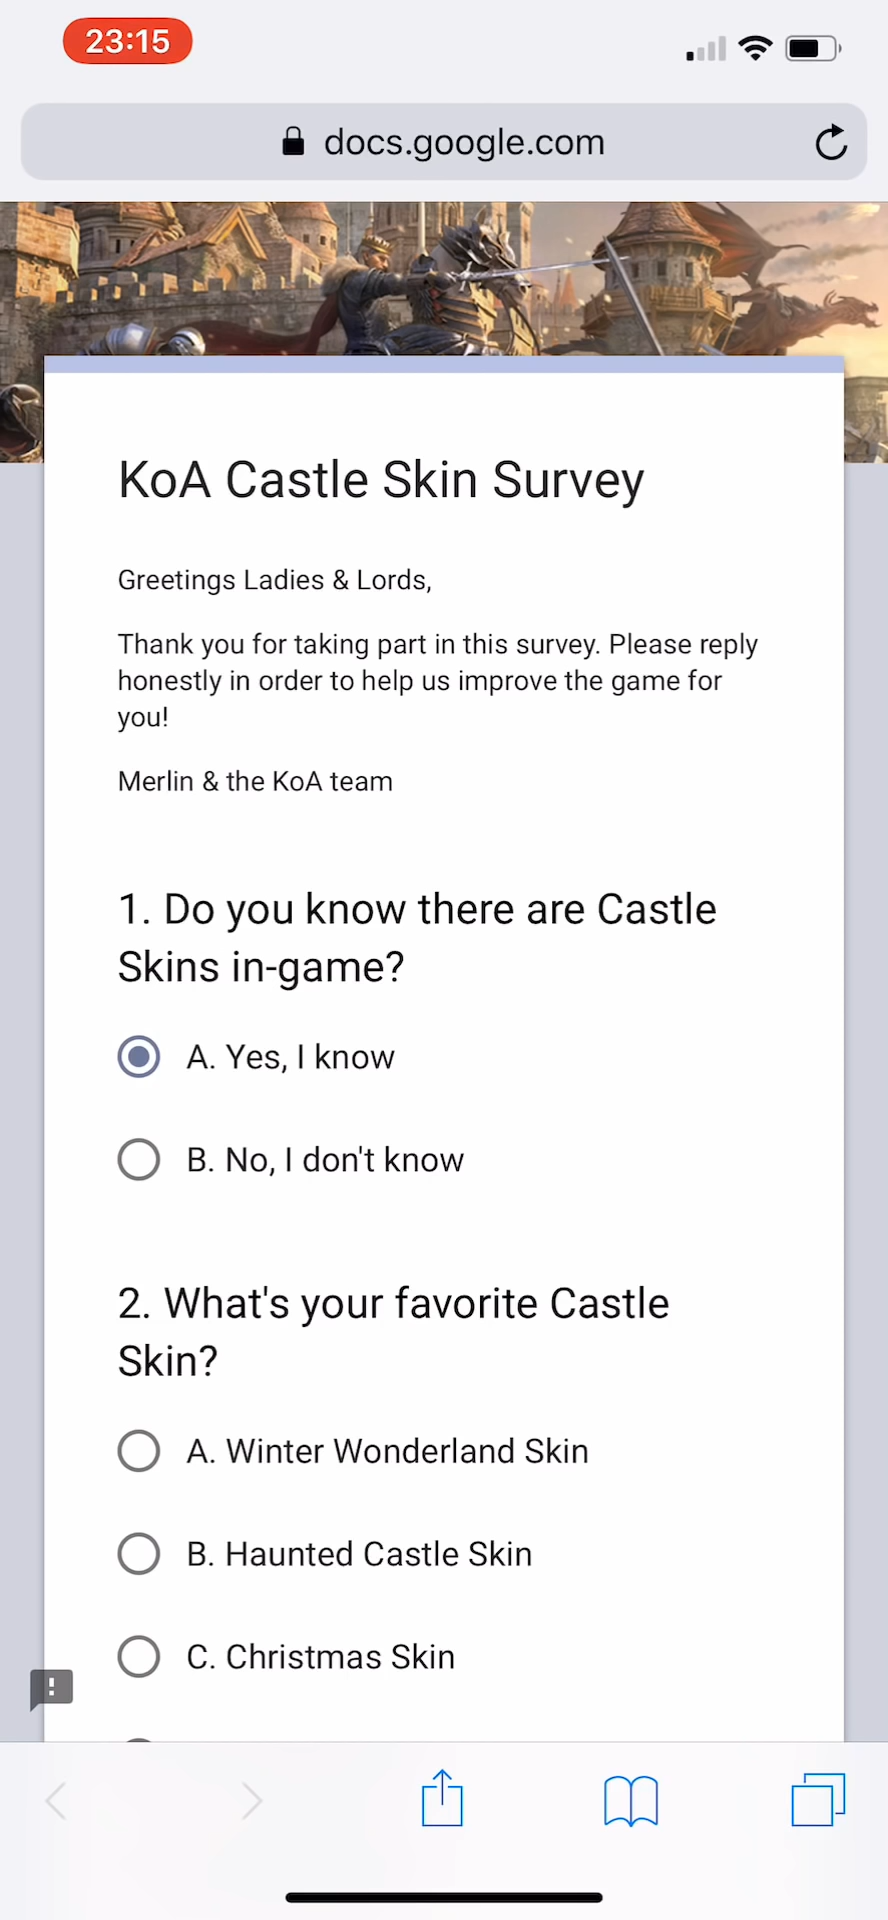 23:15
docs.google.com
KoA Castle Skin Survey
Greetings Ladies & Lords,
Thank you for taking part in this survey. Please reply
honestly in order to help us improve the game for
you!
Merlin & the KoA team
1. Do you know there are Castle
Skins in-game?
A. Yes, I know
B. No, I don't know
2. What's your favorite Castle
Skin?
A. Winter Wonderland Skin
B. Haunted Castle Skin
C. Christmas Skin